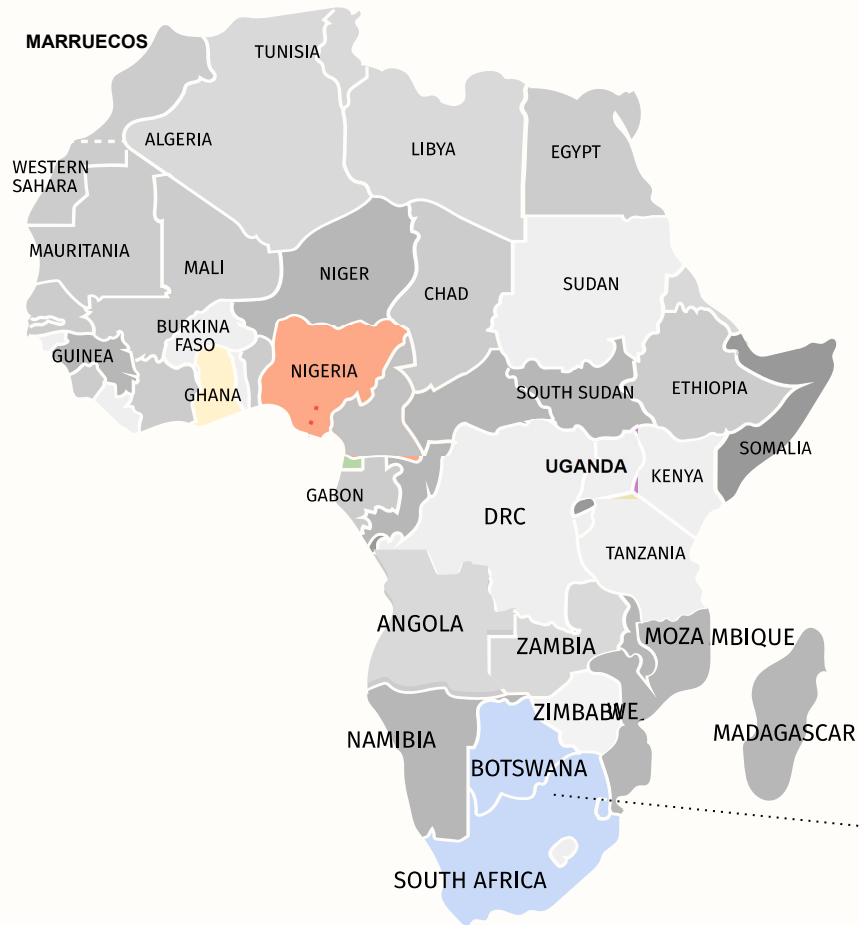 MARRUECOS
TUNISIA
ALGERIA
LIBYA
EGYPT
WESTERN
SAHARA
MAURITANIA
MALI
NIGER
CHAD
SUDAN
BURKINA
FASO
GUINEA
GHANA
NIGERIA
SOUTH SUDAN
ETHIOPIA
SOMALIA
UGANDA
KENYA
GABON
DRC
TANZANIA
ANGOLA
ZAMBIA
MOZA MBIQUE
ZIMBABWE
NAMIBIA
MADAGASCAR
BOTSWANA
SOUTH AFRICA